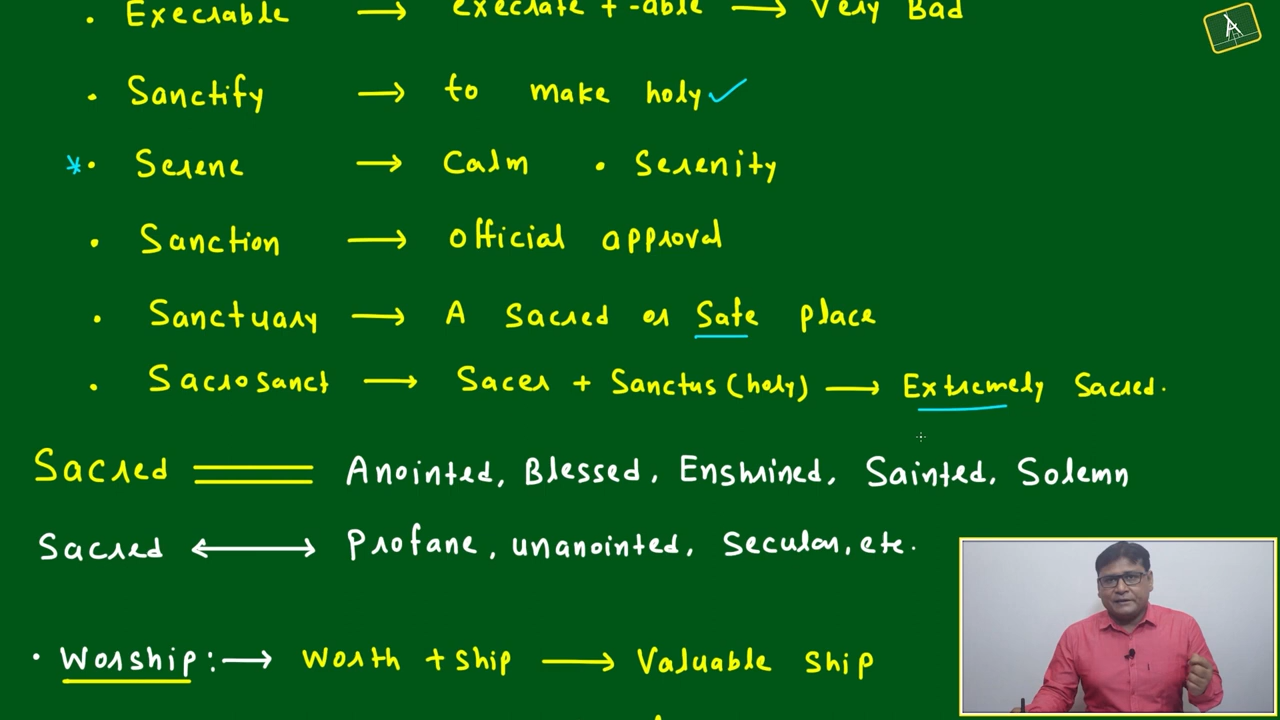 • Execrable → execrate + -able → Very Bad
• Sanctify → to make holy ✓
*• Serene → Calm • Serenity
• Sanction → official approval
• Sanctuary → A Sacred or Safe place
• Sacrosanct → Sacer + Sanctus (holy) → Extremely Sacred.
Sacred = Anointed, Blessed, Enshrined, Sainted, Solemn
Sacred ↔ Profane, unanointed, Secular, etc.
• Worship :→ Worth + ship → Valuable ship